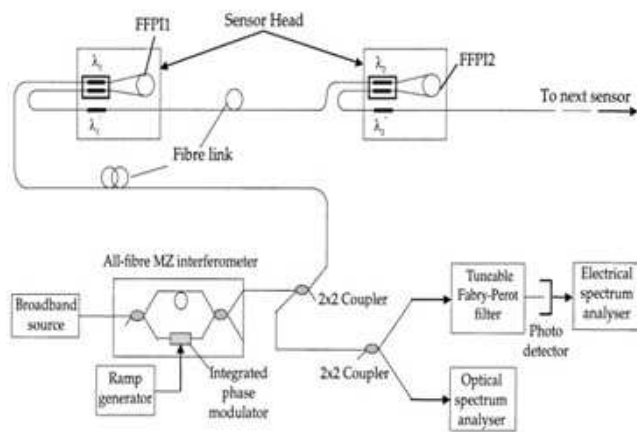 FFPI1
Sensor Head
λ₁
λ₂
FFPI2
To next sensor
λ₁
λ₂
Fibre link
All-fibre MZ interferometer
Broadband
source
2x2 Coupler
Tuneable
Fabry-Perot
filter
Electrical
spectrum
analyser
Photo
detector
Ramp
generator
Integrated
phase
modulator
2x2 Coupler
Optical
spectrum
analyser